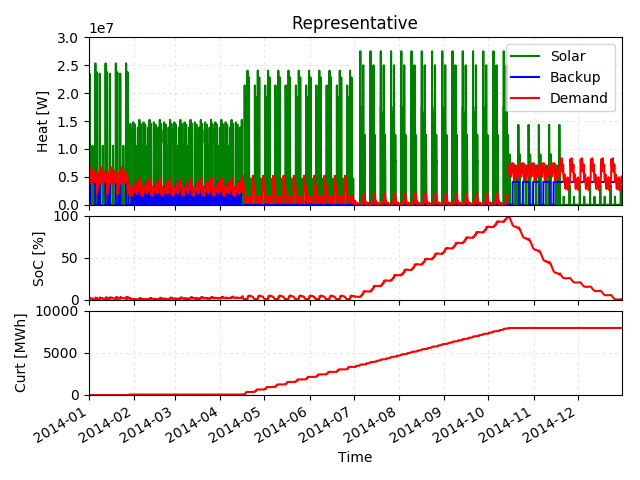 Representative
1e7
3.0
2.5
2.0
1.5
1.0
0.5
0.0
Heat [W]
Solar
Backup
Demand
100
50
0
SoC [%]
10000
5000
0
Curt [MWh]
2014-01
2014-02
2014-03
2014-04
2014-05
2014-06
2014-07
2014-08
2014-09
2014-10
2014-11
2014-12
Time